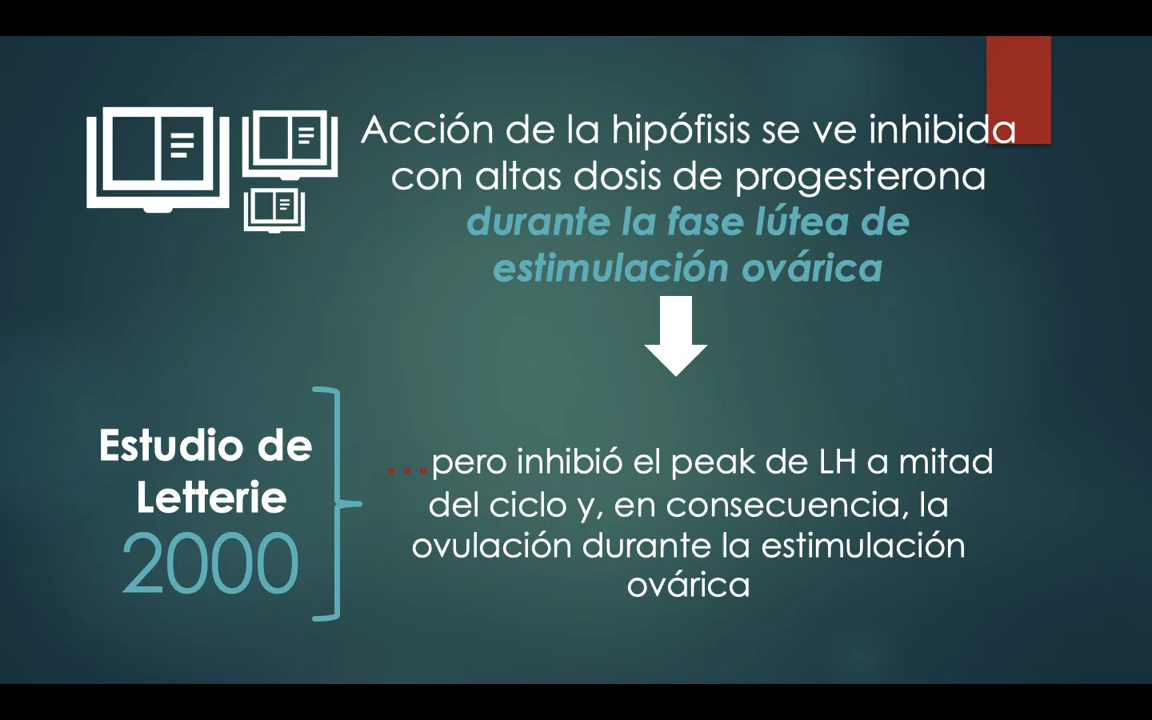 Acción de la hipófisis se ve inhibida
con altas dosis de progesterona
durante la fase lútea de
estimulación ovárica
Estudio de
Letterie
2000
...pero inhibió el peak de LH a mitad
del ciclo y, en consecuencia, la
ovulación durante la estimulación
ovárica